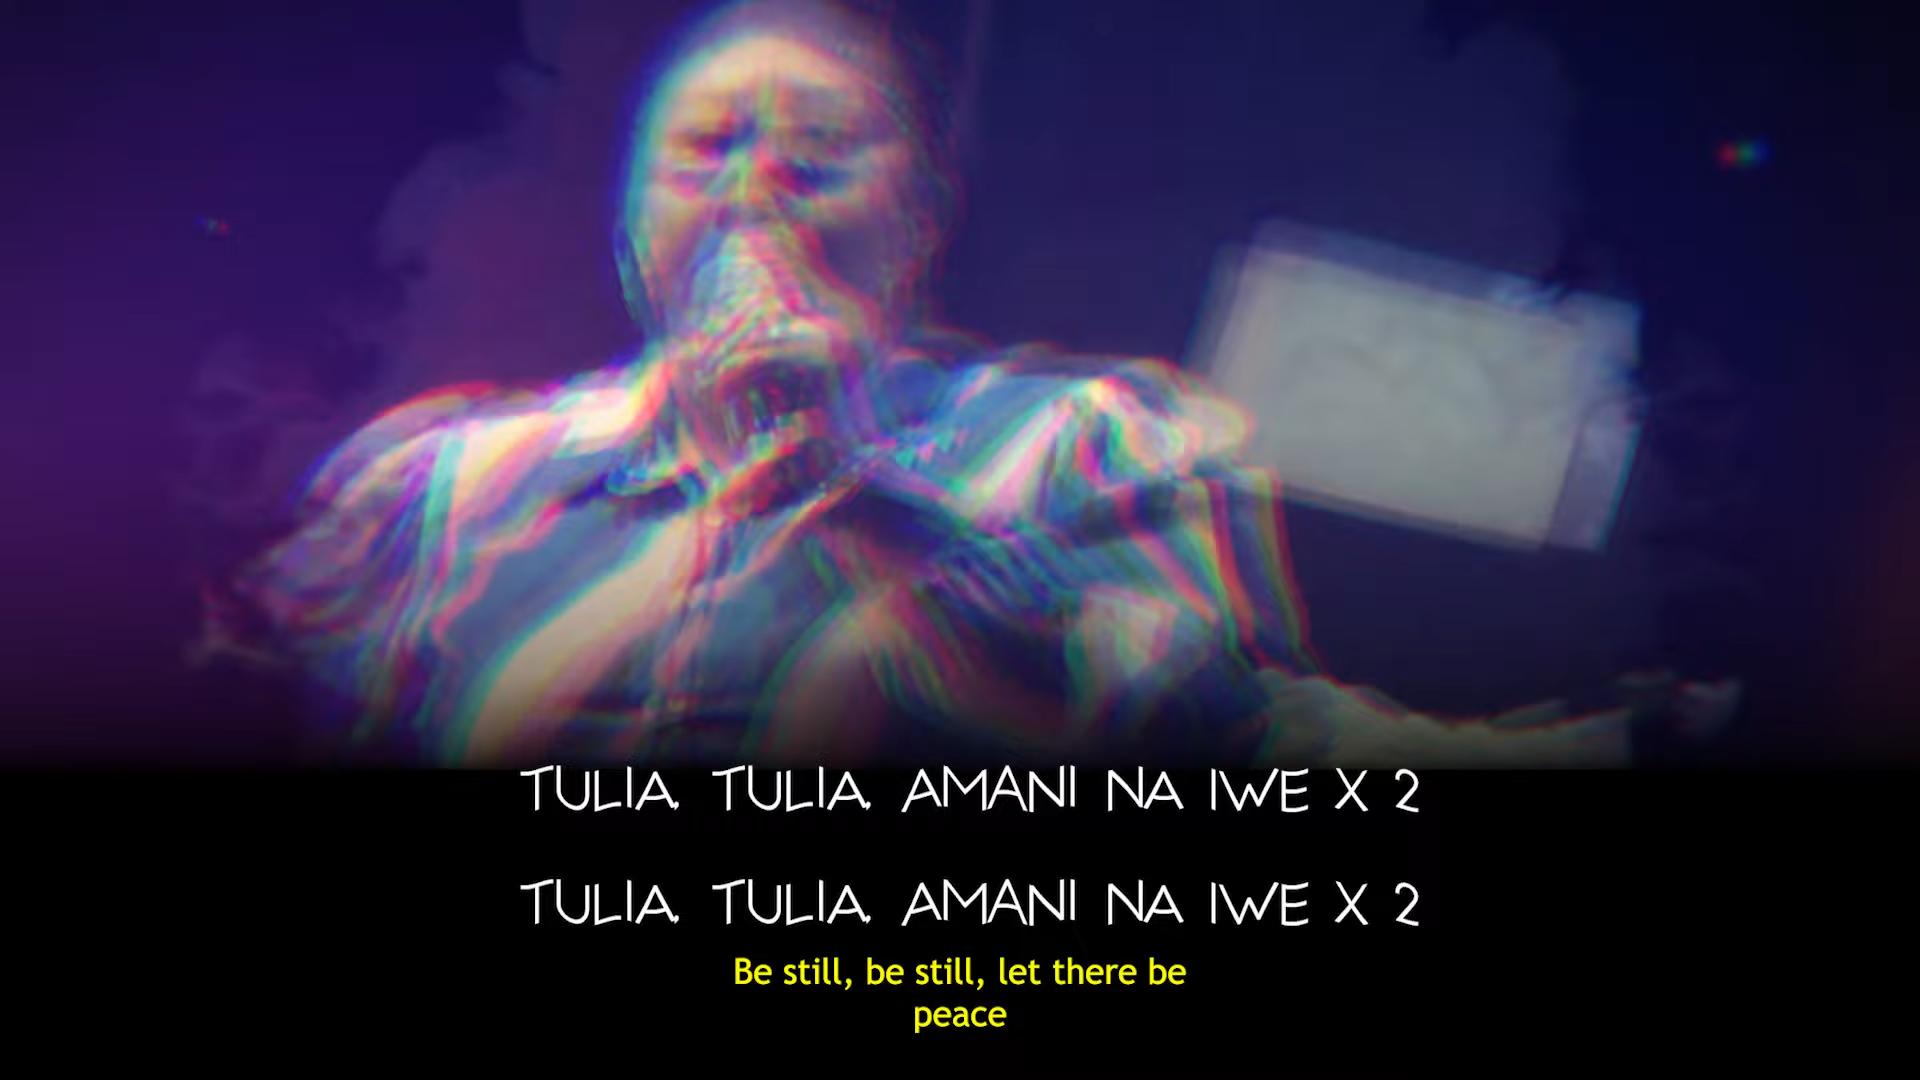 TULIA, TULIA, AMANI NA IWE X 2
TULIA, TULIA, AMANI NA IWE X 2
Be still, be still, let there be
peace